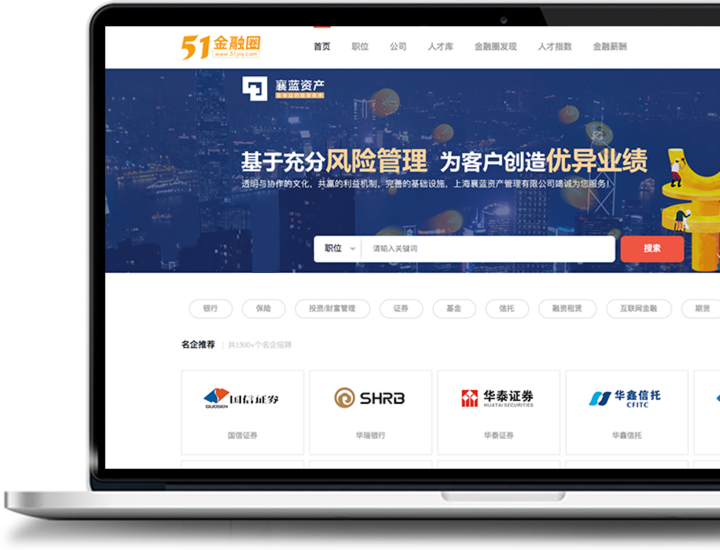 51金融圈
www.51jrq.com
首页 职位 公司 人才库 金融圈发现 人才指数 金融薪酬
襄蓝资产
基于充分风险管理 为客户创造优异业绩
透明与协作的文化，共赢的利益机制，完善的基础设施，上海襄蓝资产管理有限公司竭诚为您服务！
职位 请输入关键词 搜索
银行 保险 投资/财富管理 证券 基金 信托 融资租赁 互联网金融 期货
名企推荐 | 共1500+个名企招聘
国信证券
GUOSEN
SHRB
华泰证券
HUATAI SECURITIES
华鑫信托
CFITC
国信证券 华瑞银行 华泰证券 华鑫信托